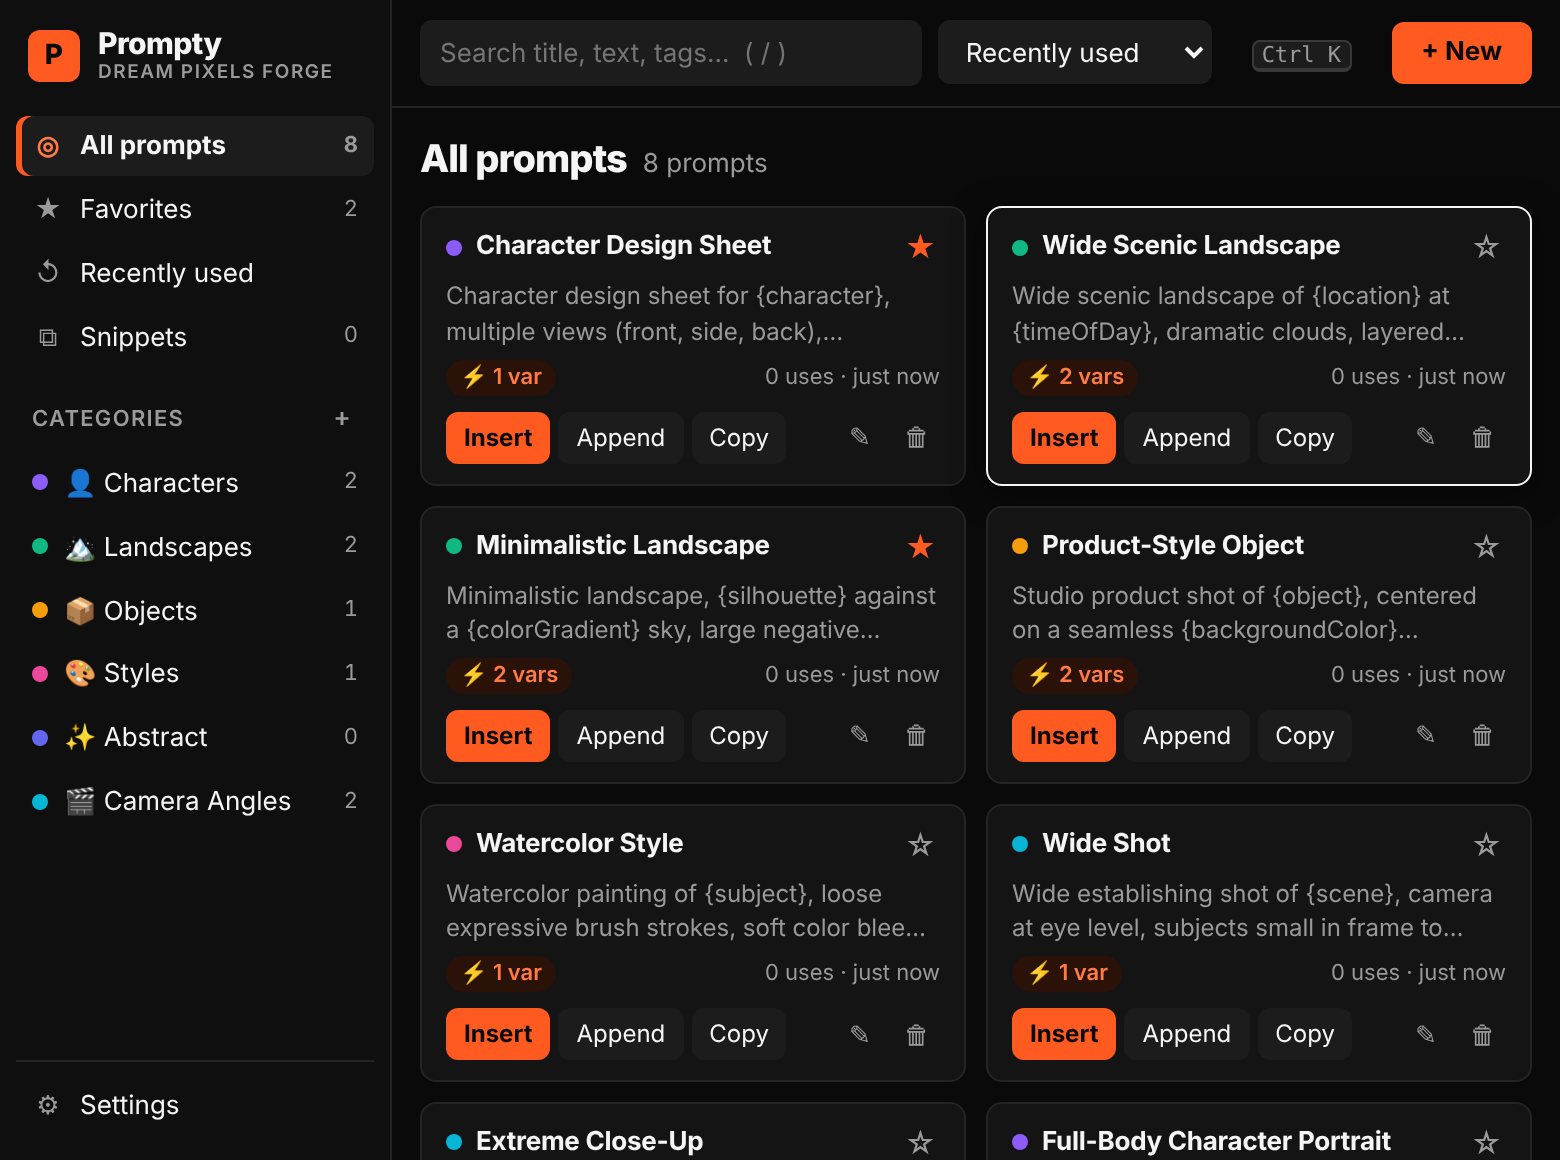 P
Prompty
DREAM PIXELS FORGE
All prompts 8
Favorites 2
Recently used
Snippets 0
CATEGORIES +
Characters 2
Landscapes 2
Objects 1
Styles 1
Abstract 0
Camera Angles 2
Settings
Search title, text, tags... ( / )
Recently used
Ctrl K
+ New
All prompts 8 prompts
Character Design Sheet
Character design sheet for {character},
multiple views (front, side, back),...
1 var 0 uses · just now
Insert Append Copy
Wide Scenic Landscape
Wide scenic landscape of {location} at
{timeOfDay}, dramatic clouds, layered...
2 vars 0 uses · just now
Insert Append Copy
Minimalistic Landscape
Minimalistic landscape, {silhouette} against
a {colorGradient} sky, large negative...
2 vars 0 uses · just now
Insert Append Copy
Product-Style Object
Studio product shot of {object}, centered
on a seamless {backgroundColor}...
2 vars 0 uses · just now
Insert Append Copy
Watercolor Style
Watercolor painting of {subject}, loose
expressive brush strokes, soft color blee...
1 var 0 uses · just now
Insert Append Copy
Wide Shot
Wide establishing shot of {scene}, camera
at eye level, subjects small in frame to...
1 var 0 uses · just now
Insert Append Copy
Extreme Close-Up
Full-Body Character Portrait